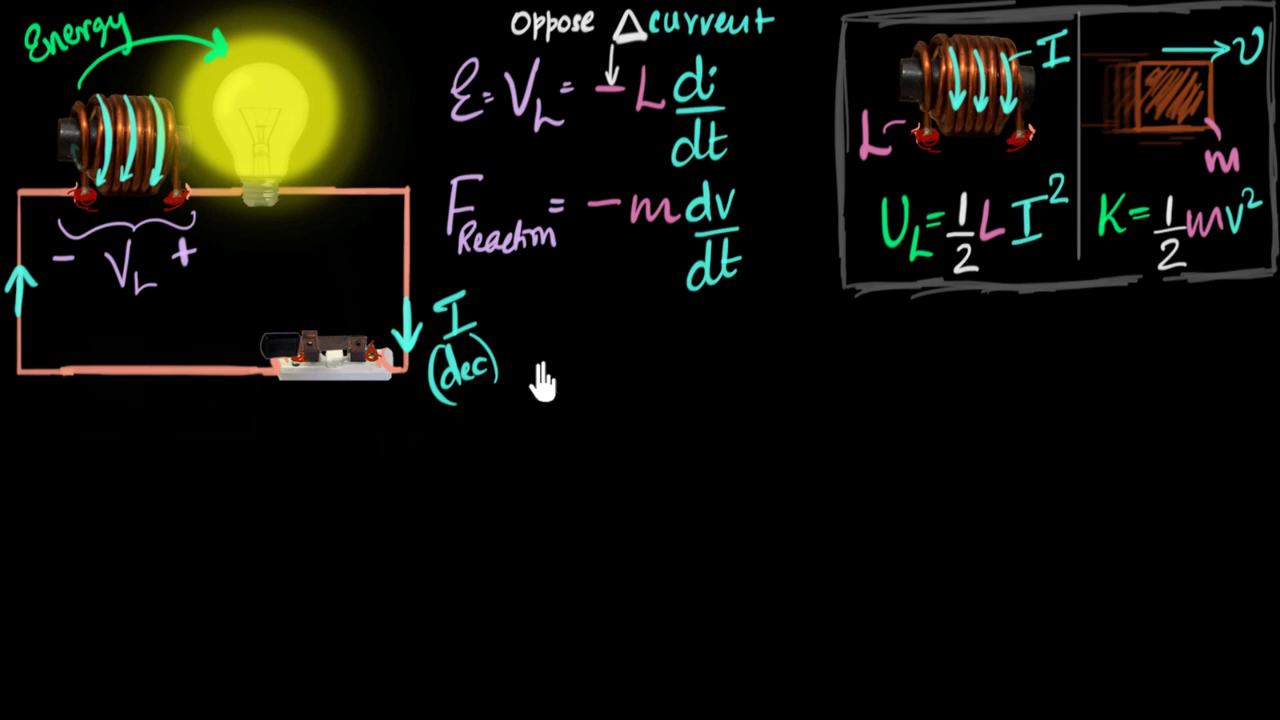 Energy
Oppose Δcurrent
ℰ = V_L = - L di/dt
F_Reaction = - m dv/dt
- V_L +
I
(dec)
I
L
U_L = 1/2 L I²
v
m
K = 1/2 mv²